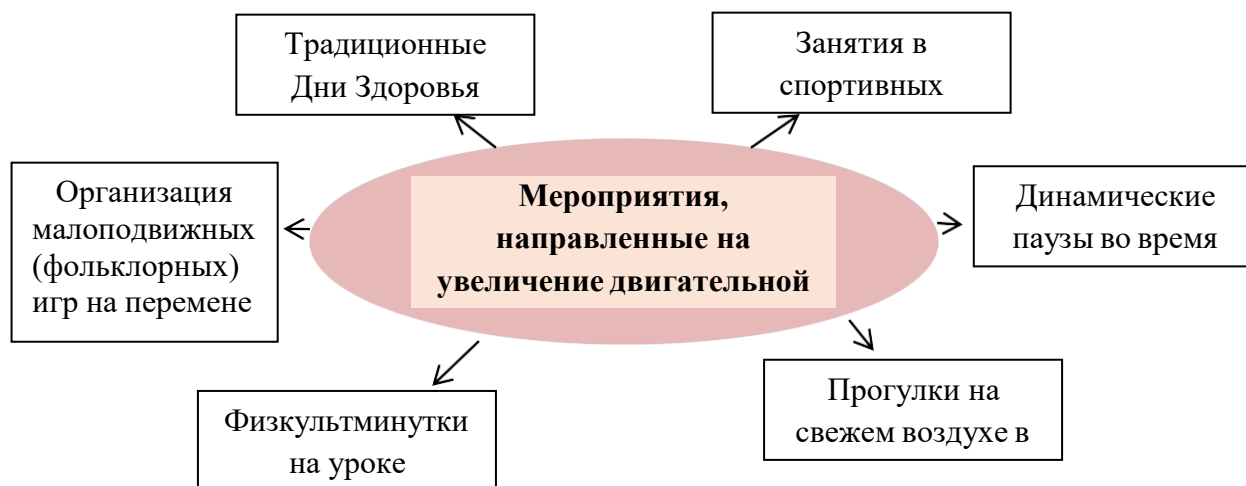 Традиционные
Дни Здоровья
Занятия в
спортивных
Организация
малоподвижных
(фольклорных)
игр на перемене
Мероприятия,
направленные на
увеличение двигательной
Динамические
паузы во время
Физкультминутки
на уроке
Прогулки на
свежем воздухе в